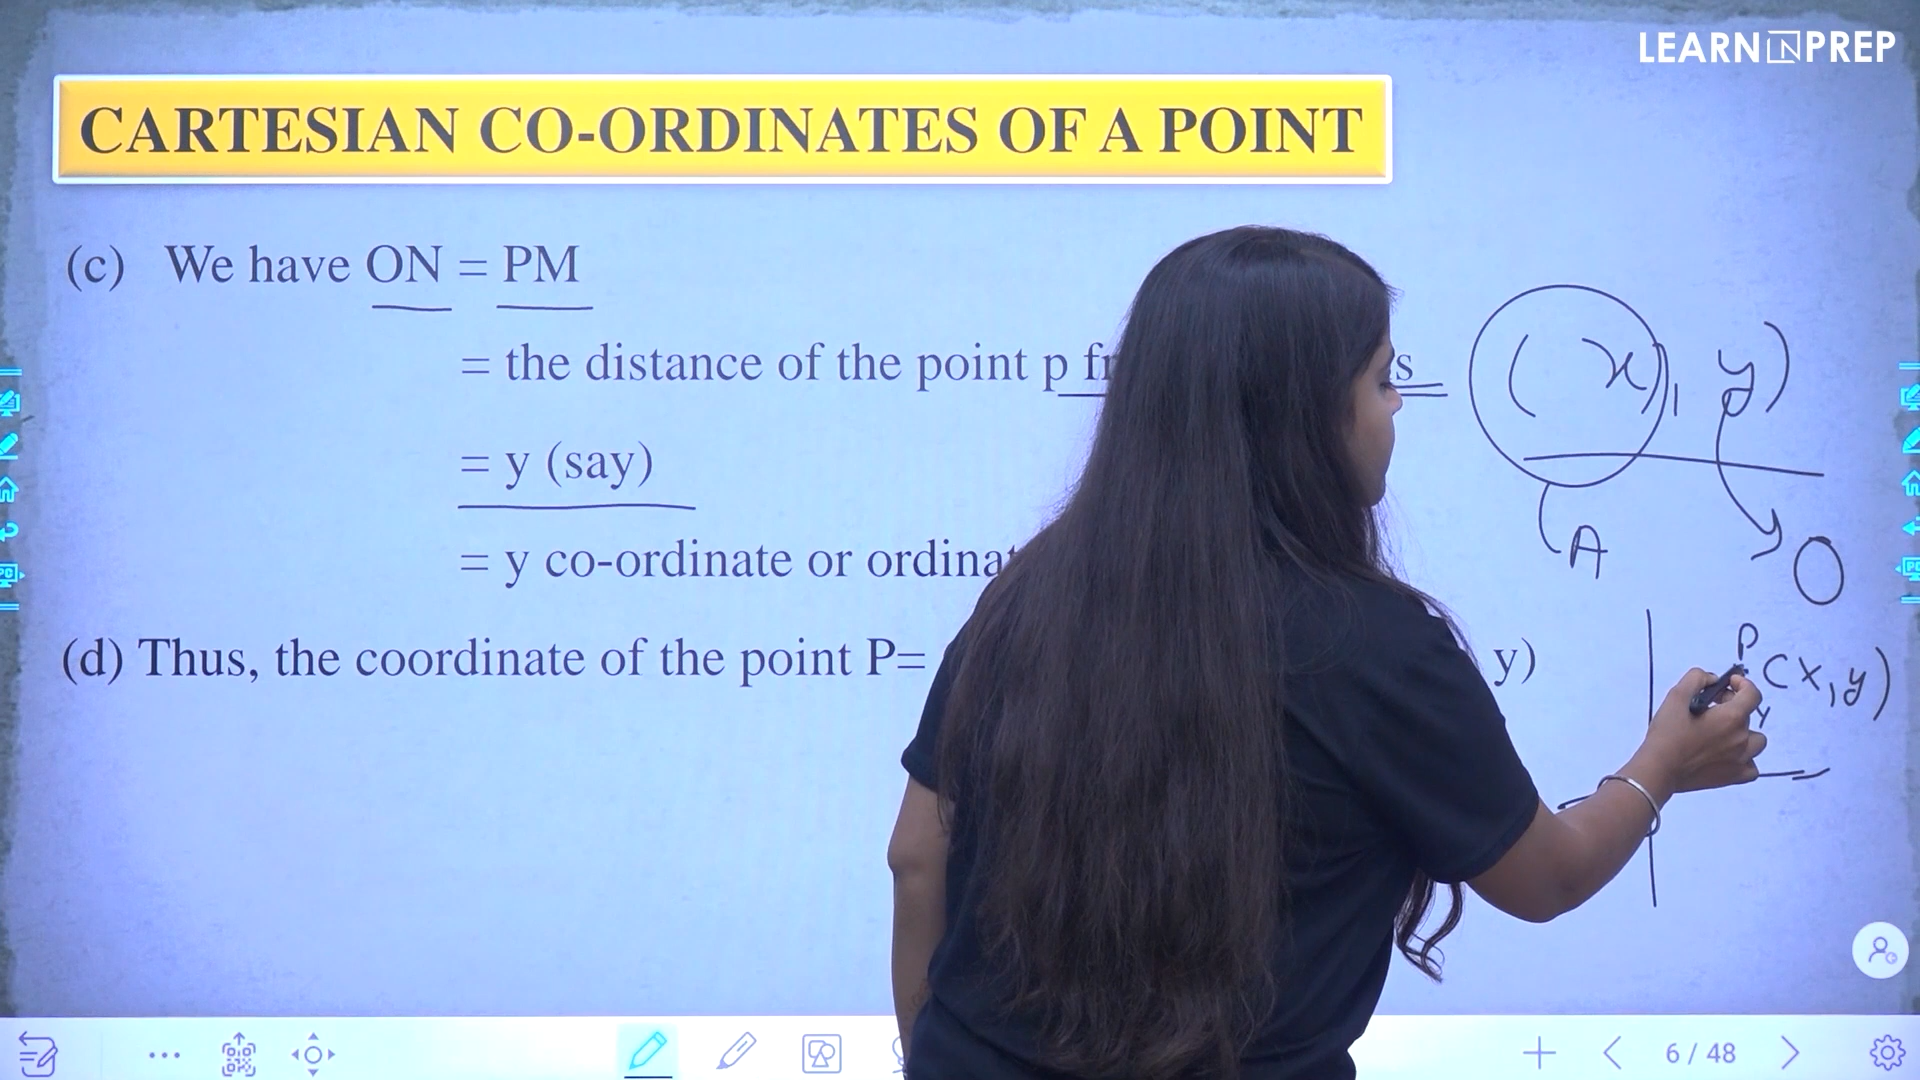 LEARN IN PREP
CARTESIAN CO-ORDINATES OF A POINT
(c) We have ON = PM
= the distance of the point p
= y (say)
= y co-ordinate or
(d) Thus, the coordinate of the point P= y)
(x), y)
A
O
P
(x, y)
6 / 48